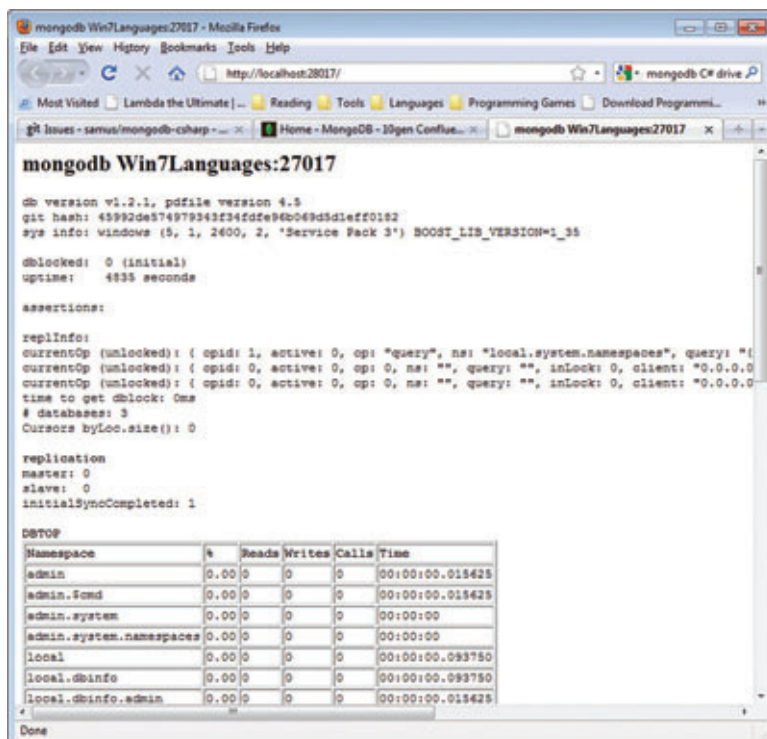 mongodb Win7Languages:27017 - Mozilla Firefox
File Edit View History Bookmarks Tools Help
http://localhost:28017/
mongodb C# drive
Most Visited Lambda the Ultimate | ... Reading Tools Languages Programming Games Download Programmi...
git Issues - samus/mongodb-csharp - ...
Home - MongoDB - 10gen Conflue...
mongodb Win7Languages:27017
mongodb Win7Languages:27017
db version v1.2.1, pdfile version 4.5
git hash: 45992de574979343f34fdfe96b069d5d1eff0182
sys info: windows (5, 1, 2600, 2, 'Service Pack 3') BOOST_LIB_VERSION=1_35
dblocked: 0 (initial)
uptime: 4835 seconds
assertions:
replInfo:
currentOp (unlocked): { opid: 1, active: 0, op: "query", ns: "local.system.namespaces", query: "{
currentOp (unlocked): { opid: 0, active: 0, op: 0, ns: "", query: "", inLock: 0, client: "0.0.0.0
currentOp (unlocked): { opid: 0, active: 0, op: 0, ns: "", query: "", inLock: 0, client: "0.0.0.0
time to get dblock: 0ms
# databases: 3
Cursors byLoc.size(): 0
replication
master: 0
slave: 0
initialSyncCompleted: 1
DBTOP
Namespace % Reads Writes Calls Time
admin 0.00 0 0 0 00:00:00.015625
admin.$cmd 0.00 0 0 0 00:00:00.015625
admin.system 0.00 0 0 0 00:00:00
admin.system.namespaces 0.00 0 0 0 00:00:00
local 0.00 0 0 0 00:00:00.093750
local.dbinfo 0.00 0 0 0 00:00:00.093750
local.dbinfo.admin 0.00 0 0 0 00:00:00.015625
Done